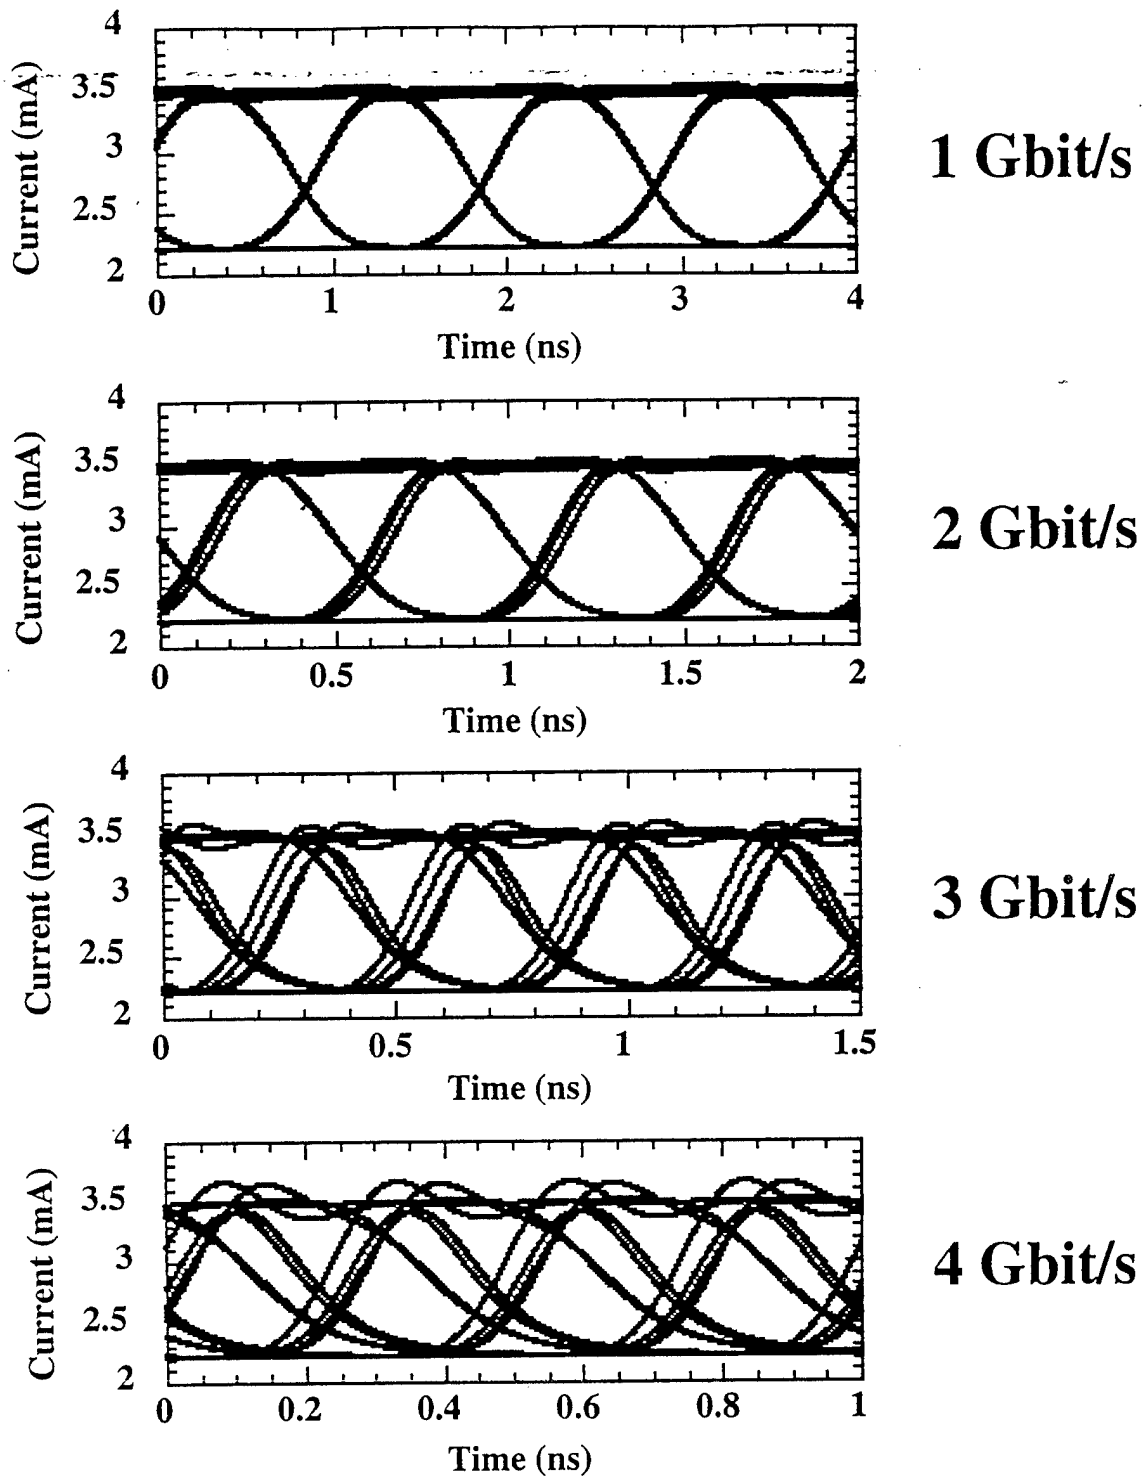 4
3.5
3
2.5
2
Current (mA)
0 1 2 3 4
Time (ns)
1 Gbit/s
4
3.5
3
2.5
2
Current (mA)
0 0.5 1 1.5 2
Time (ns)
2 Gbit/s
4
3.5
3
2.5
2
Current (mA)
0 0.5 1 1.5
Time (ns)
3 Gbit/s
4
3.5
3
2.5
2
Current (mA)
0 0.2 0.4 0.6 0.8 1
Time (ns)
4 Gbit/s